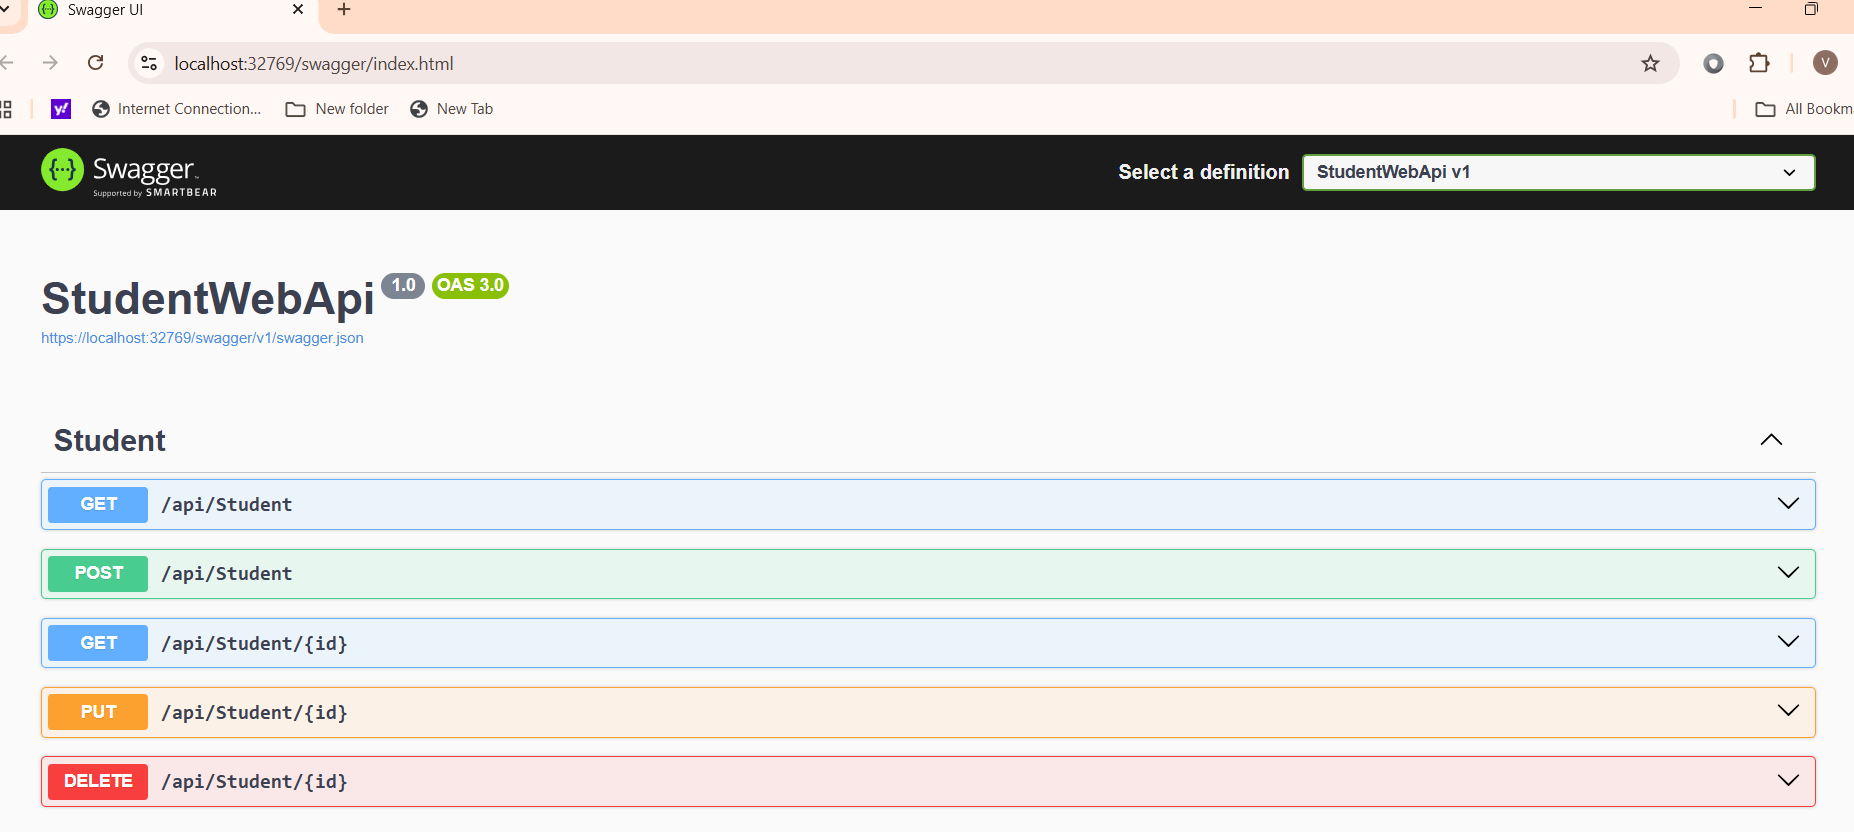 Swagger UI
localhost:32769/swagger/index.html
V
y!
Internet Connection...
New folder
New Tab
All Bookm
{...} Swagger
Supported by SMARTBEAR
Select a definition
StudentWebApi v1
StudentWebApi 1.0 OAS 3.0
https://localhost:32769/swagger/v1/swagger.json
Student
GET /api/Student
POST /api/Student
GET /api/Student/{id}
PUT /api/Student/{id}
DELETE /api/Student/{id}